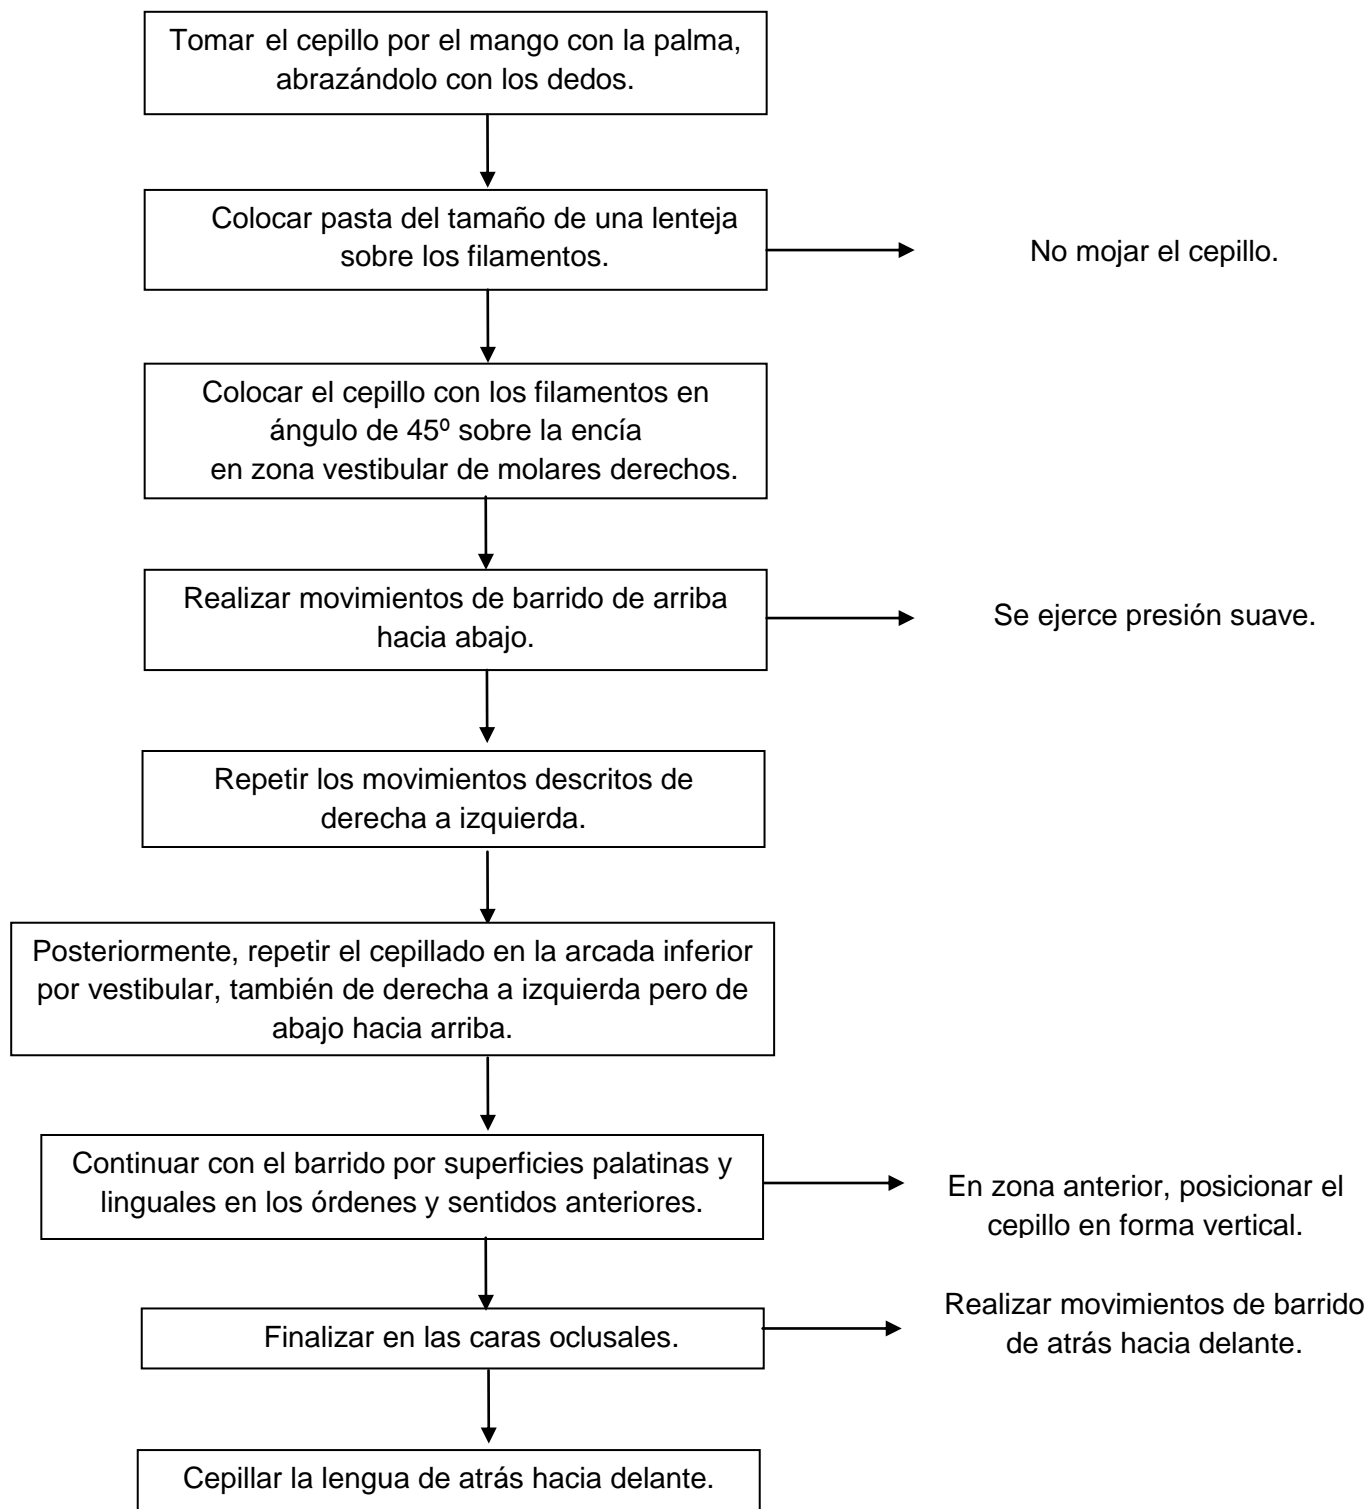 Tomar el cepillo por el mango con la palma,
abrazándolo con los dedos.
Colocar pasta del tamaño de una lenteja
sobre los filamentos.
No mojar el cepillo.
Colocar el cepillo con los filamentos en
ángulo de 45º sobre la encía
en zona vestibular de molares derechos.
Realizar movimientos de barrido de arriba
hacia abajo.
Se ejerce presión suave.
Repetir los movimientos descritos de
derecha a izquierda.
Posteriormente, repetir el cepillado en la arcada inferior
por vestibular, también de derecha a izquierda pero de
abajo hacia arriba.
Continuar con el barrido por superficies palatinas y
linguales en los órdenes y sentidos anteriores.
En zona anterior, posicionar el
cepillo en forma vertical.
Finalizar en las caras oclusales.
Realizar movimientos de barrido
de atrás hacia delante.
Cepillar la lengua de atrás hacia delante.